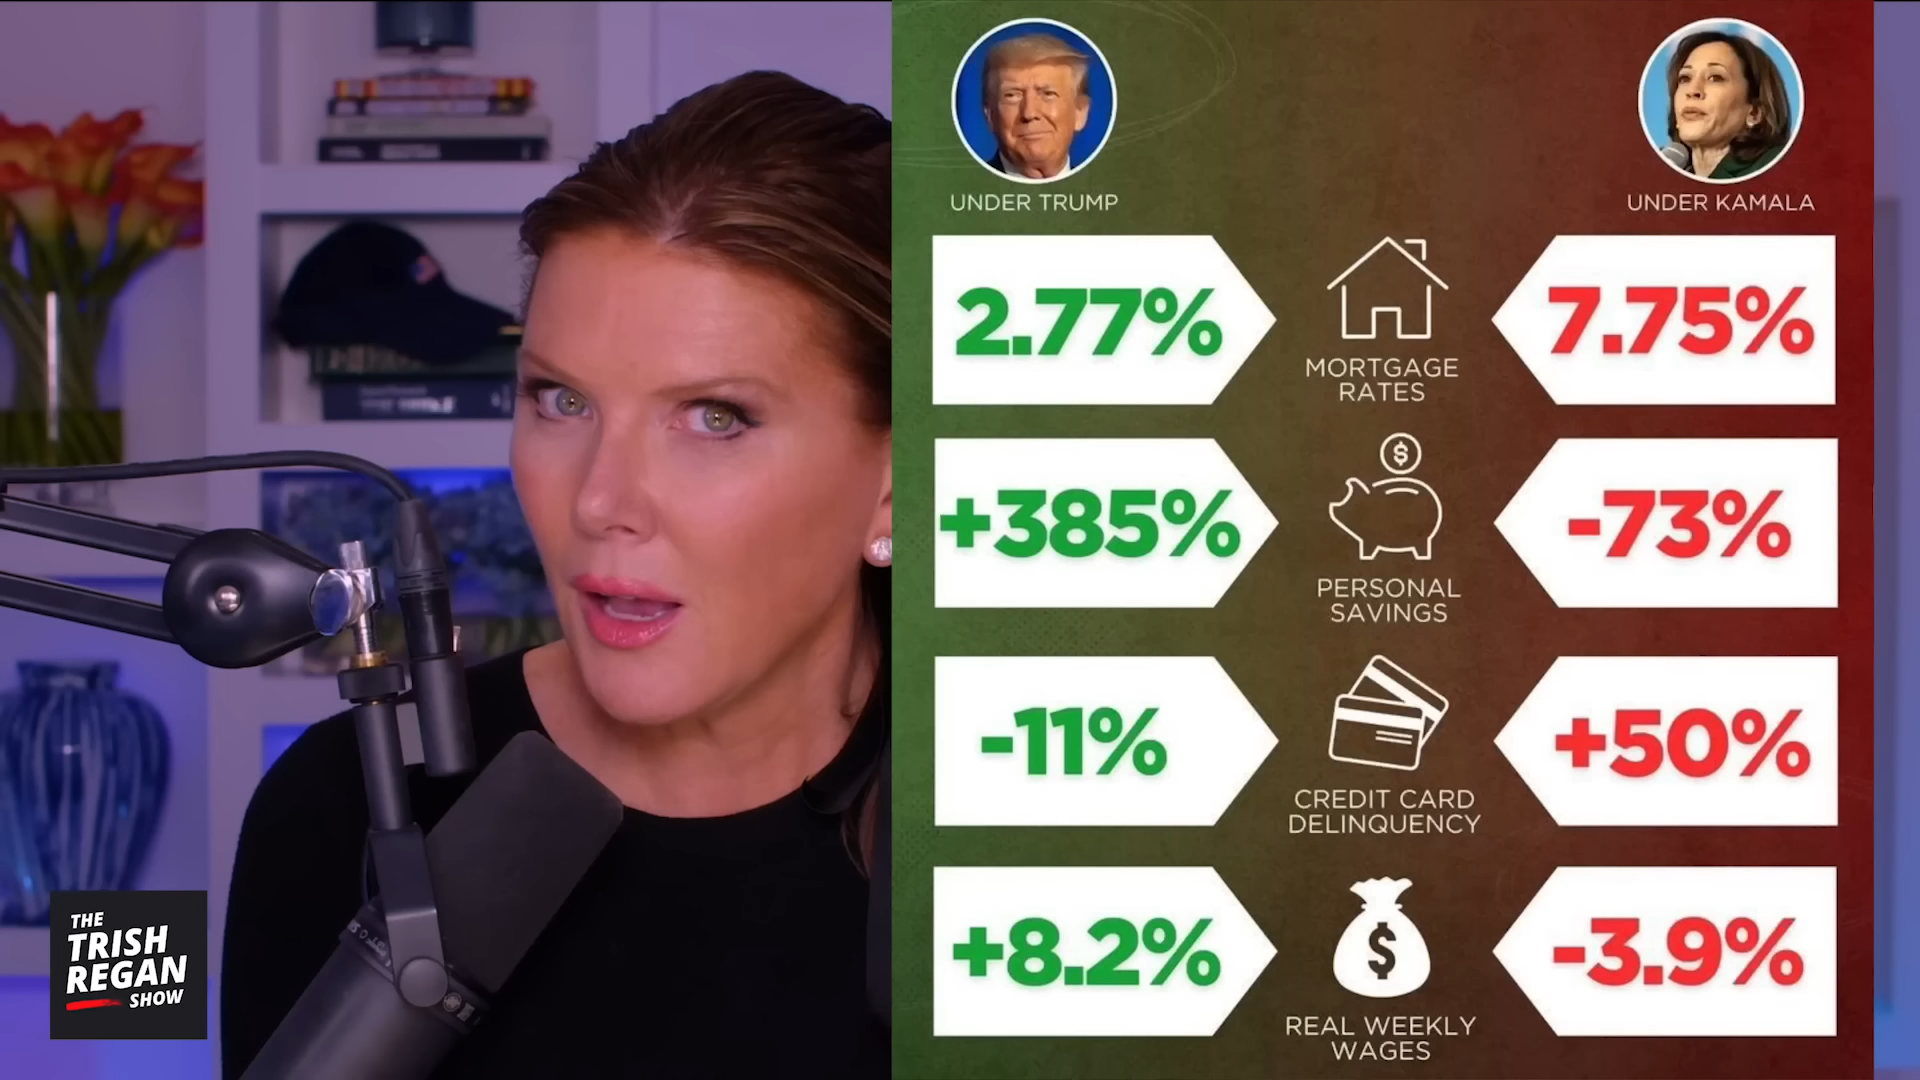 UNDER TRUMP
UNDER KAMALA
2.77%
MORTGAGE
RATES
7.75%
+385%
$
PERSONAL
SAVINGS
-73%
-11%
CREDIT CARD
DELINQUENCY
+50%
+8.2%
$
REAL WEEKLY
WAGES
-3.9%
THE
TRISH
REGAN
SHOW